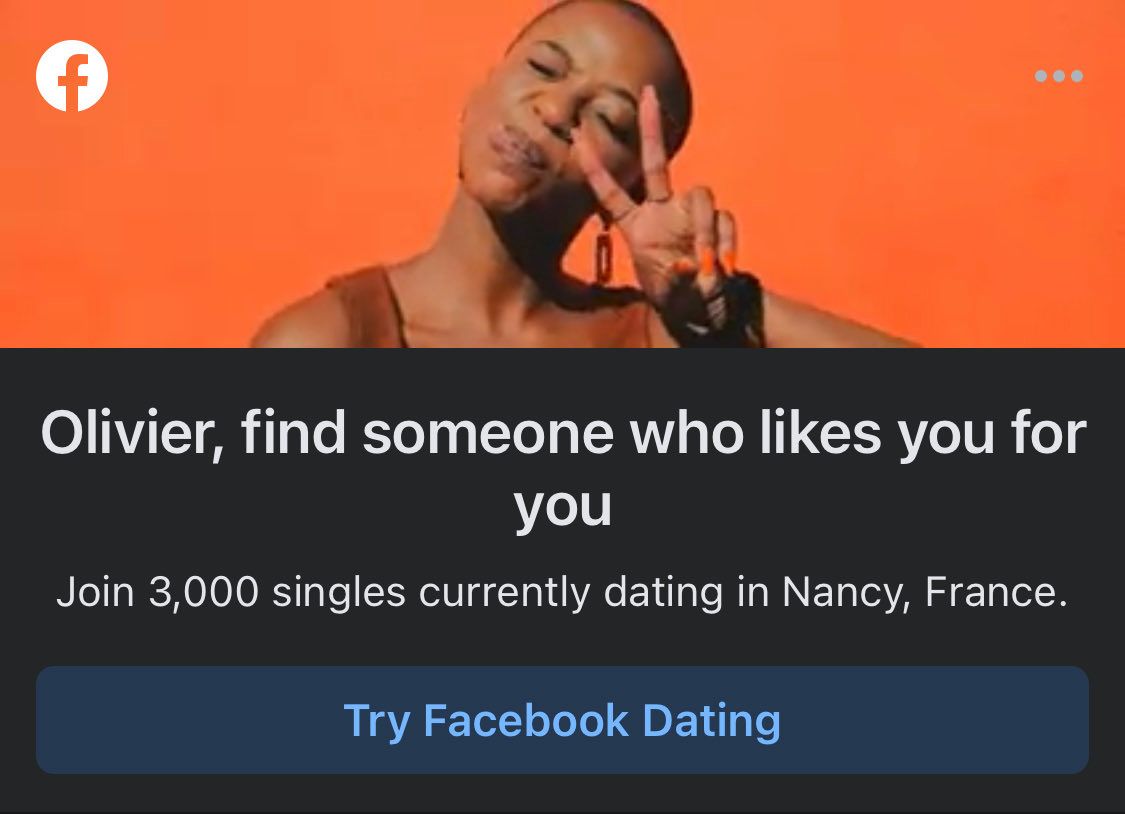 Olivier, find someone who likes you for
you
Join 3,000 singles currently dating in Nancy, France.
Try Facebook Dating